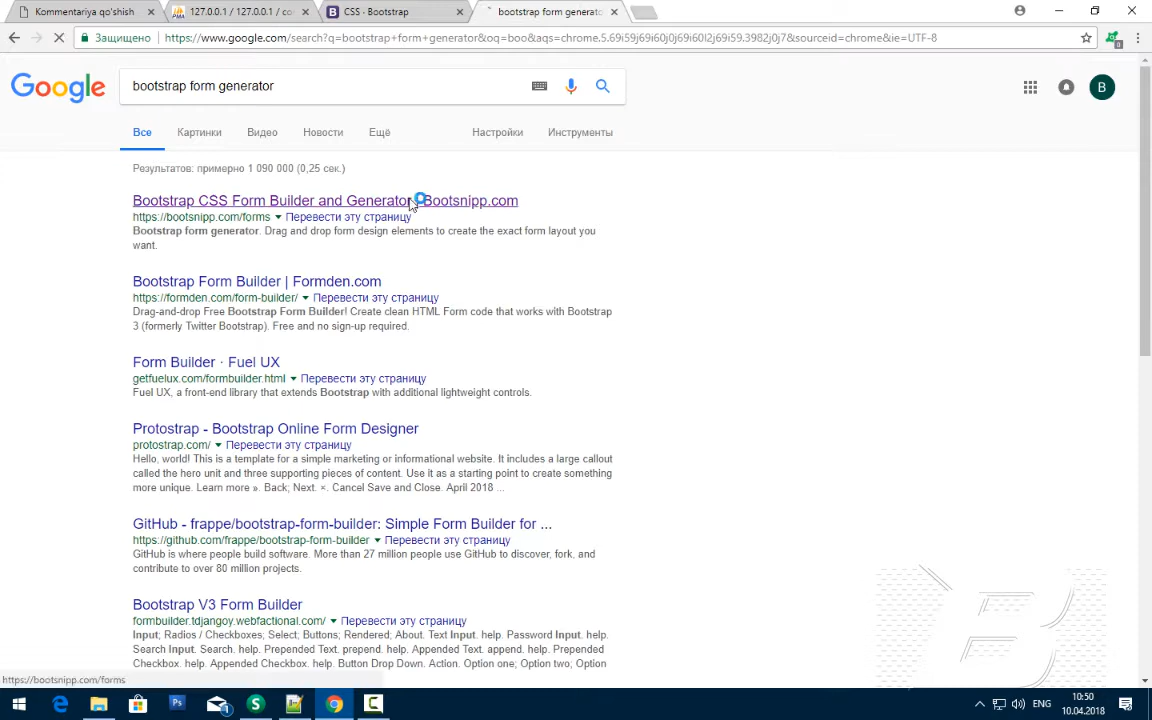 Kommentariya qo'shish
127.0.0.1 / 127.0.0.1 / co
CSS · Bootstrap
bootstrap form generato
Защищено
https://www.google.com/search?q=bootstrap+form+generator&oq=boo&aqs=chrome.5.69i59j69i60j0j69i60l2j69i59.3982j0j7&sourceid=chrome&ie=UTF-8
Google
bootstrap form generator
B
Все
Картинки
Видео
Новости
Ещё
Настройки
Инструменты
Результатов: примерно 1 090 000 (0,25 сек.)
Bootstrap CSS Form Builder and Generator Bootsnipp.com
https://bootsnipp.com/forms Перевести эту страницу
Bootstrap form generator. Drag and drop form design elements to create the exact form layout you
want.
Bootstrap Form Builder | Formden.com
https://formden.com/form-builder/ Перевести эту страницу
Drag-and-drop Free Bootstrap Form Builder! Create clean HTML Form code that works with Bootstrap
3 (formerly Twitter Bootstrap). Free and no sign-up required.
Form Builder · Fuel UX
getfuelux.com/formbuilder.html Перевести эту страницу
Fuel UX, a front-end library that extends Bootstrap with additional lightweight controls.
Protostrap - Bootstrap Online Form Designer
protostrap.com/ Перевести эту страницу
Hello, world! This is a template for a simple marketing or informational website. It includes a large callout
called the hero unit and three supporting pieces of content. Use it as a starting point to create something
more unique. Learn more ». Back; Next. ×. Cancel Save and Close. April 2018 ...
GitHub - frappe/bootstrap-form-builder: Simple Form Builder for ...
https://github.com/frappe/bootstrap-form-builder Перевести эту страницу
GitHub is where people build software. More than 27 million people use GitHub to discover, fork, and
contribute to over 80 million projects.
Bootstrap V3 Form Builder
formbuilder.tdjangoy.webfactional.com/ Перевести эту страницу
Input; Radios / Checkboxes; Select; Buttons; Rendered; About. Text Input. help. Password Input. help.
Search Input. Search. help. Prepended Text. prepend. help. Appended Text. append. help.
Prepended Checkbox. help. Appended Checkbox. help. Button Drop Down. Action. Option one; Option two; Option
https://bootsnipp.com/forms
ENG
10:50
10.04.2018